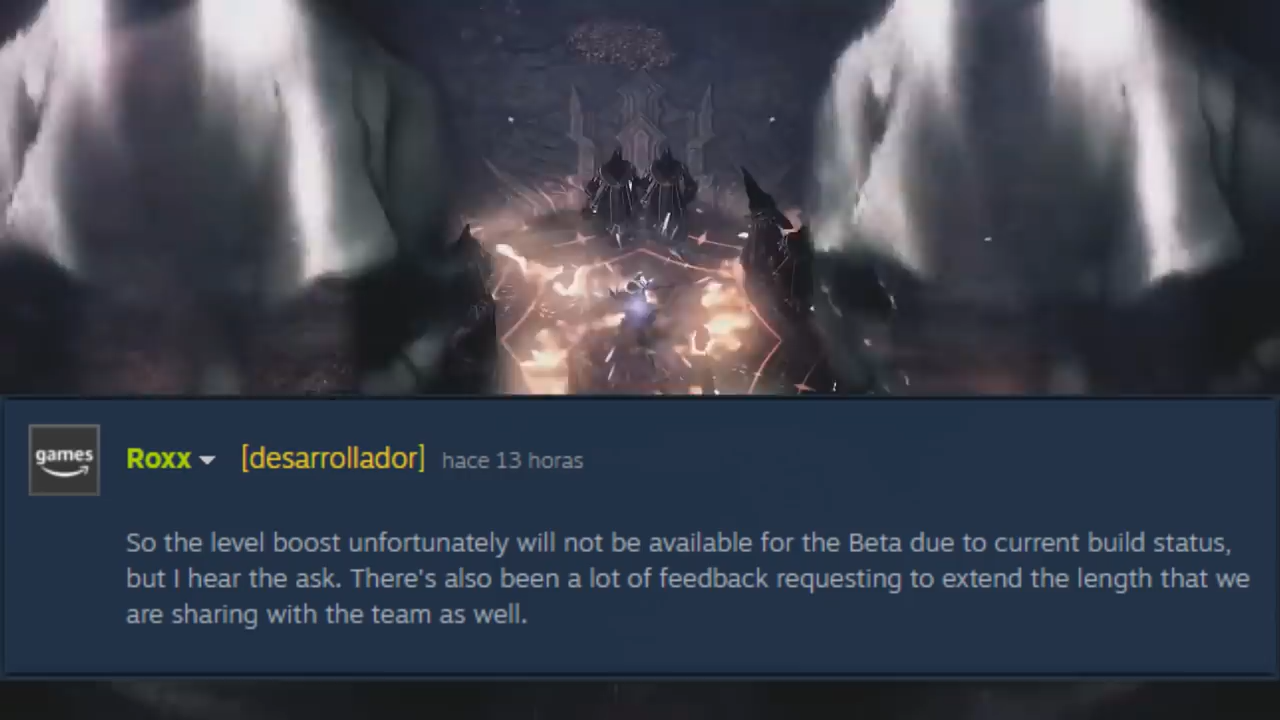 games
Roxx [desarrollador] hace 13 horas
So the level boost unfortunately will not be available for the Beta due to current build status,
but I hear the ask. There's also been a lot of feedback requesting to extend the length that we
are sharing with the team as well.